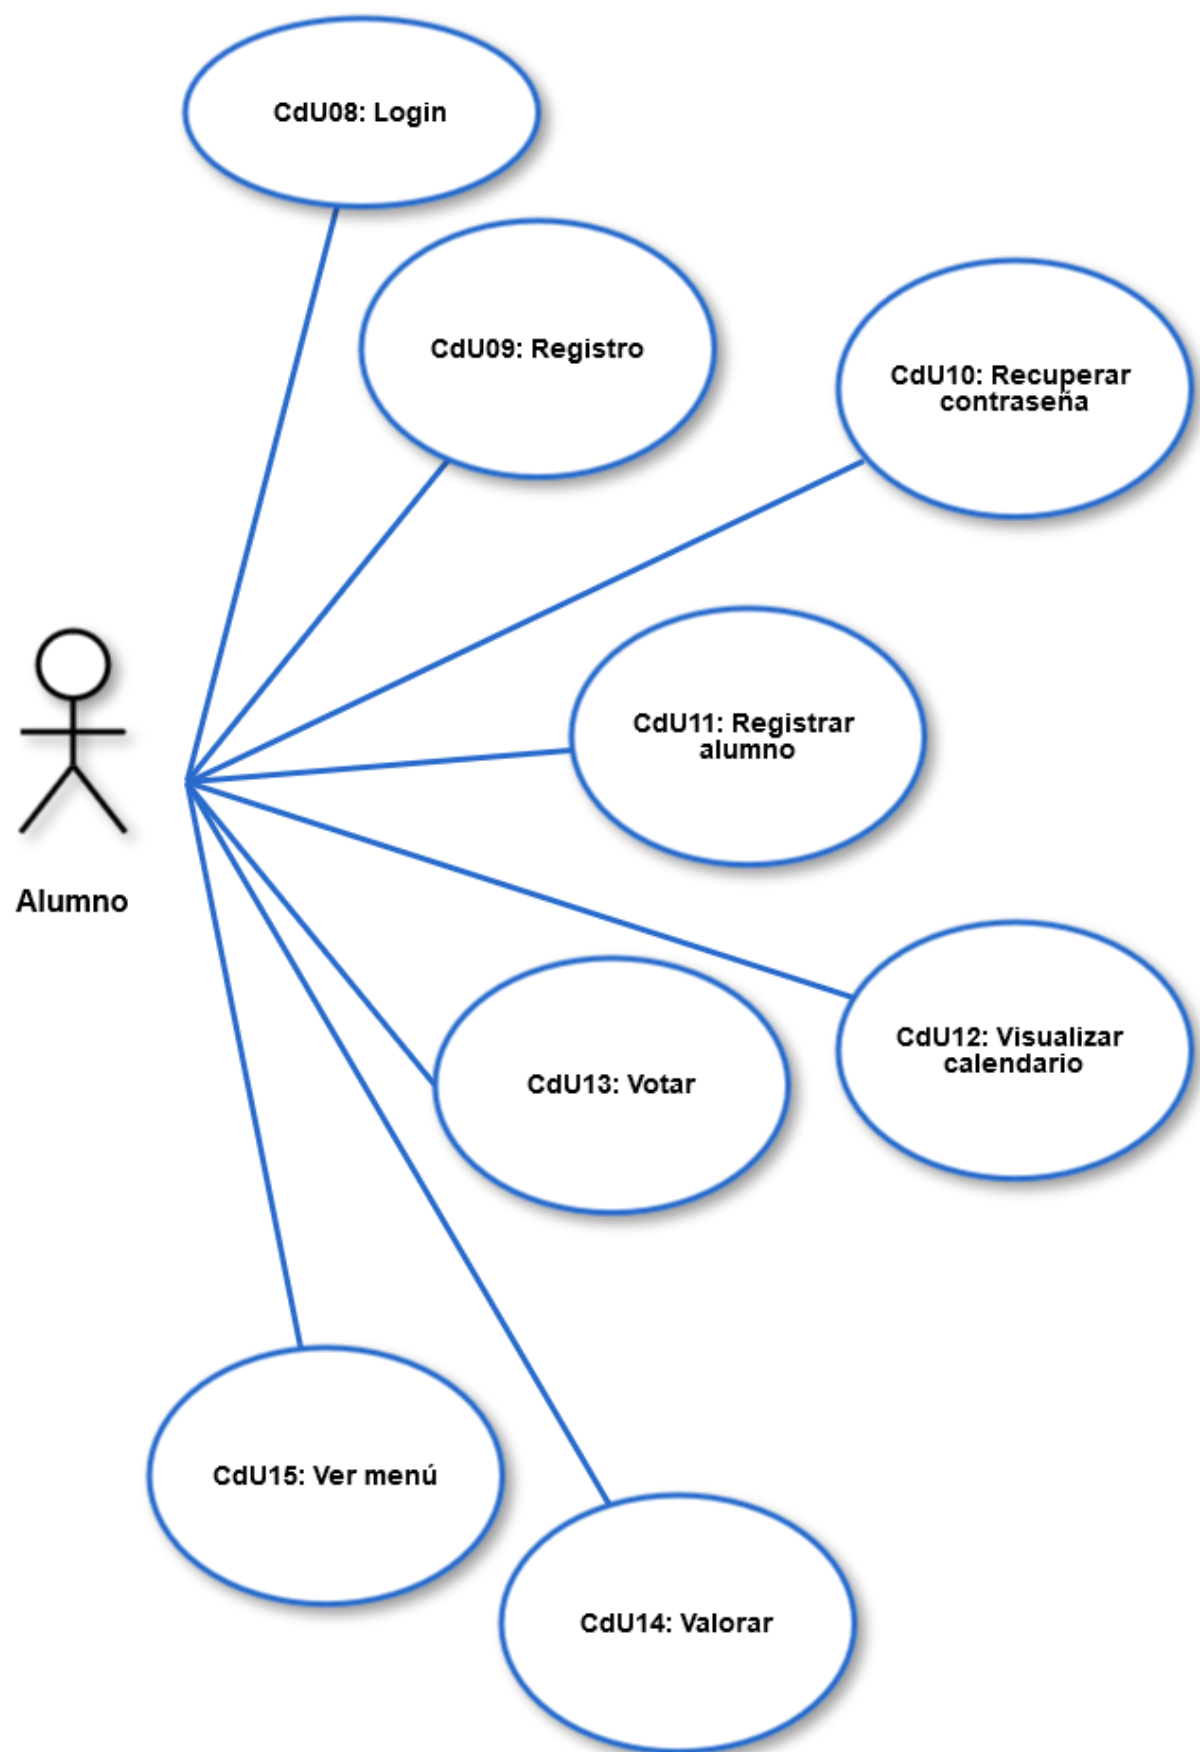 CdU08: Login
CdU09: Registro
CdU10: Recuperar
contraseña
CdU11: Registrar
alumno
Alumno
CdU12: Visualizar
calendario
CdU13: Votar
CdU15: Ver menú
CdU14: Valorar